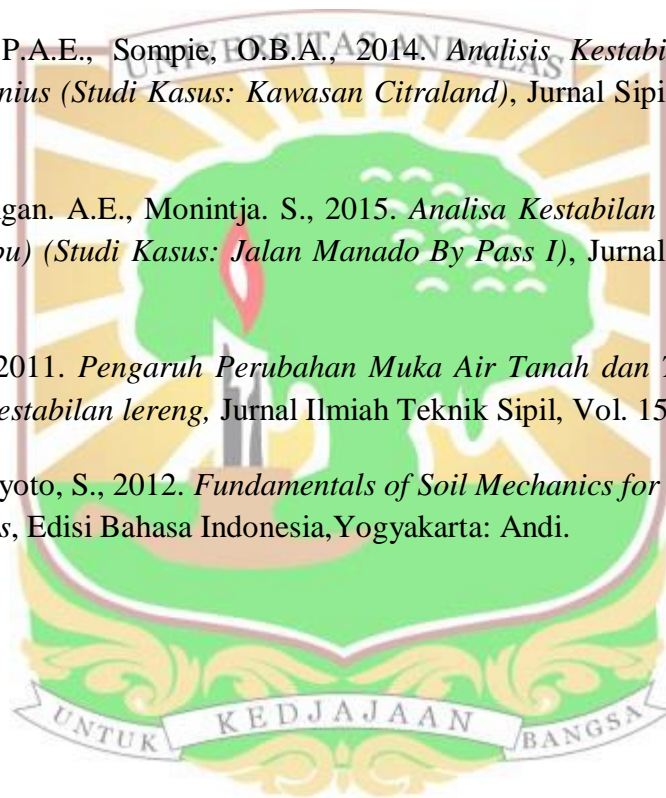 P.A.E., Sompie, O.B.A., 2014. Analisis Kestabi
UNIVERSITAS ANDALAS
nius (Studi Kasus: Kawasan Citraland), Jurnal Sipi
gan. A.E., Monintja. S., 2015. Analisa Kestabilan
bu) (Studi Kasus: Jalan Manado By Pass I), Jurnal
2011. Pengaruh Perubahan Muka Air Tanah dan T
estabilan lereng, Jurnal Ilmiah Teknik Sipil, Vol. 15
yoto, S., 2012. Fundamentals of Soil Mechanics for
s, Edisi Bahasa Indonesia,Yogyakarta: Andi.
UNTUK KEDJAJAAN BANGSA